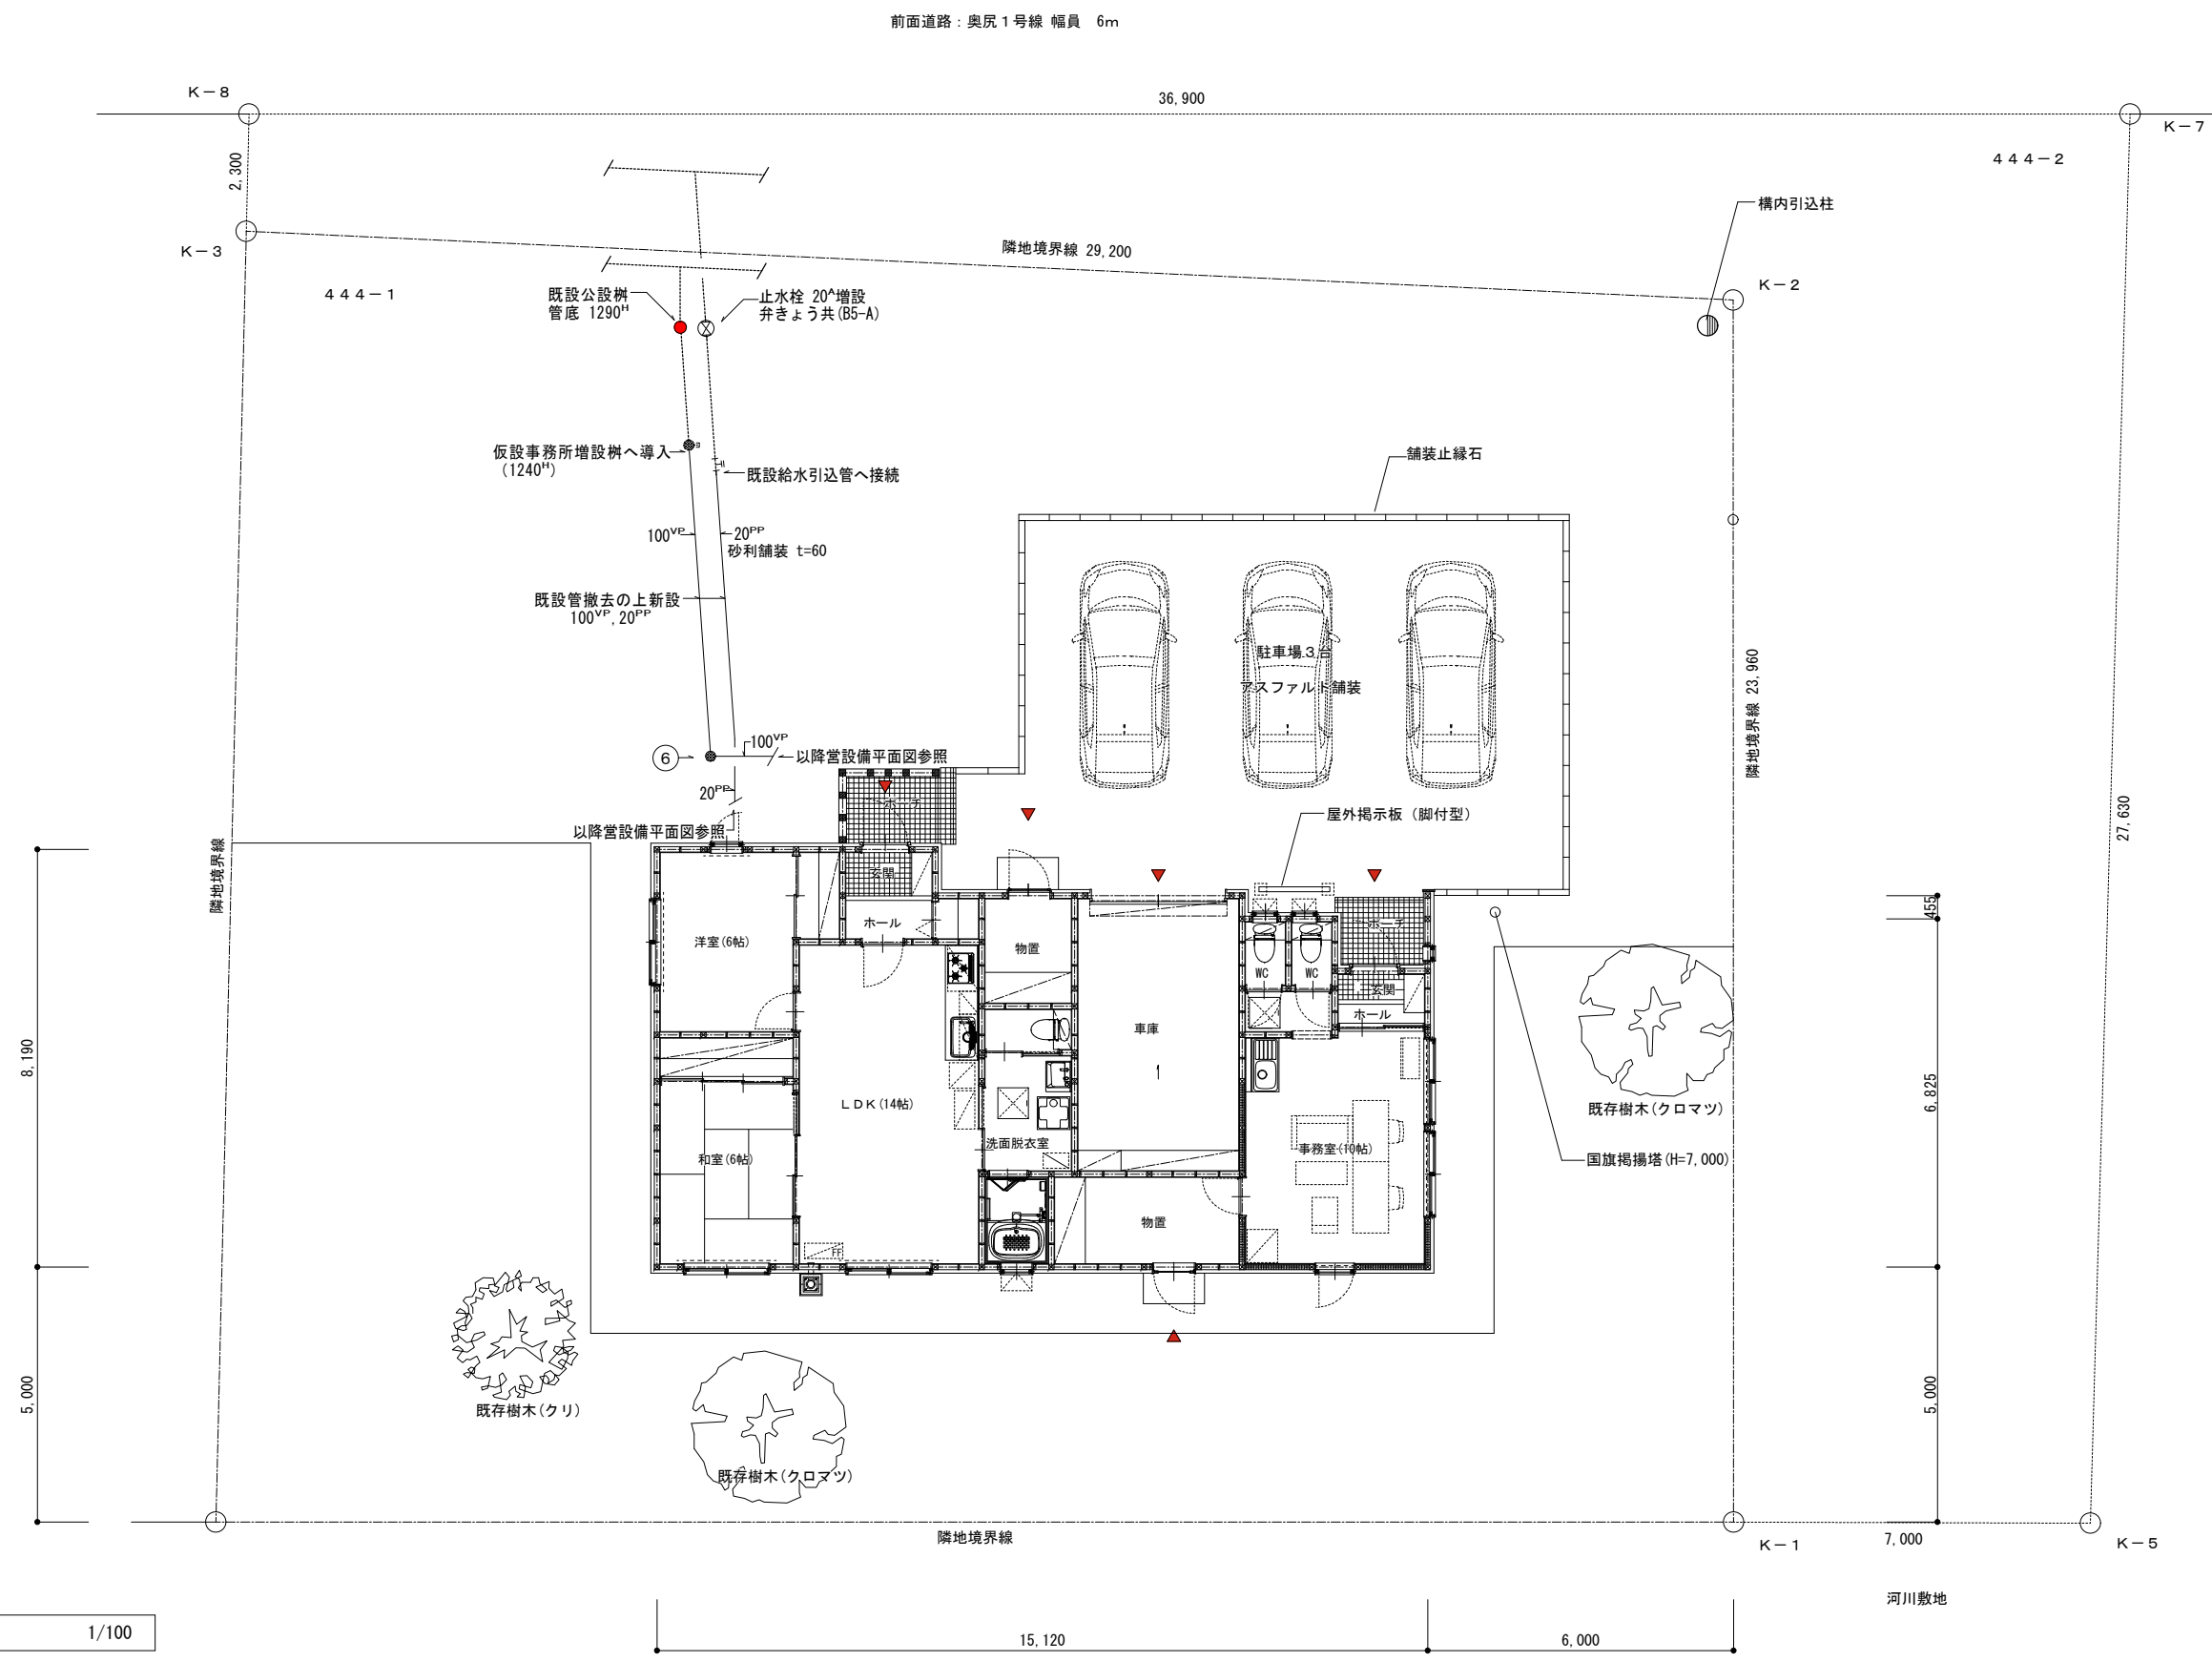 前面道路：奥尻１号線 幅員　6ｍ
Ｋ－８
36,900
Ｋ－７
2,300
４４４－２
構内引込柱
Ｋ－３
隣地境界線 29,200
Ｋ－２
４４４－１
既設公設桝
管底 1290H
止水栓 20A増設
弁きょう共(B5-A)
仮設事務所増設桝へ導入
(1240H)
既設給水引込管へ接続
舗装止縁石
100VP
20PP
砂利舗装 t=60
既設管撤去の上新設
100VP,20PP
駐車場３台
アスファルト舗装
隣地境界線 23,960
27,630
6
100VP
以降営設備平面図参照
20PP
以降営設備平面図参照
ポーチ
屋外掲示板（脚付型）
隣地境界線
玄関
ホール
洋室(6帖)
物置
WC
WC
ポーチ
玄関
ホール
455
車庫
8,190
ＬＤＫ(14帖)
6,825
既存樹木(クロマツ)
洗面脱衣室
事務室(10帖)
和室(6帖)
国旗掲揚塔(H=7,000)
物置
FF
5,000
既存樹木(クリ)
5,000
既存樹木(クロマツ)
隣地境界線
Ｋ－１
7,000
Ｋ－５
河川敷地
1/100
15,120
6,000